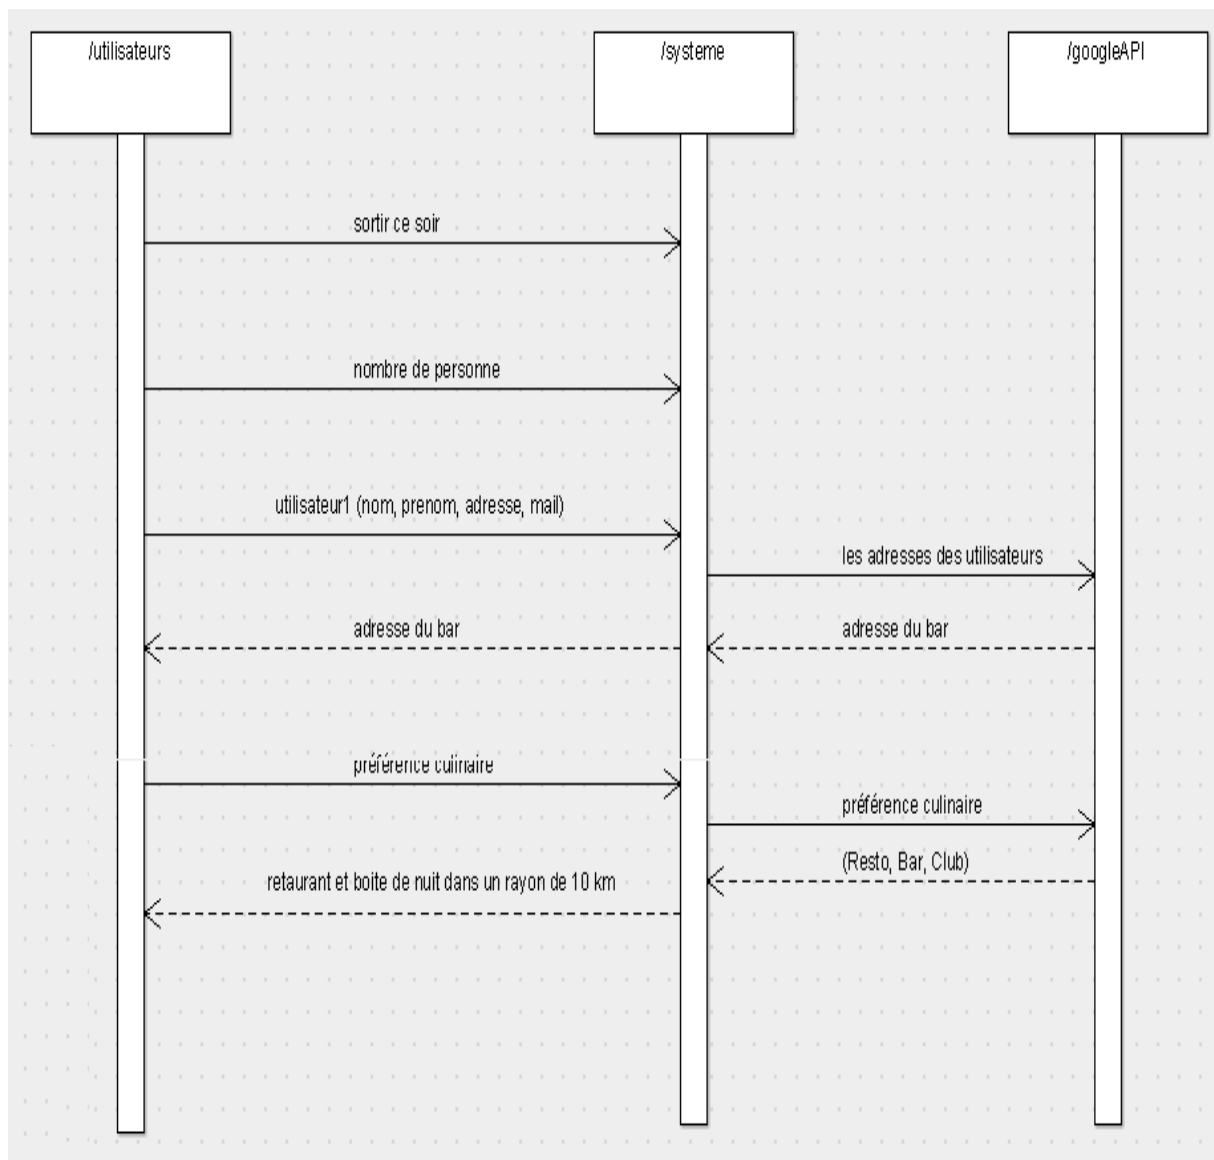 /utilisateurs
/systeme
/googleAPI
sortir ce soir
nombre de personne
utilisateur1 (nom, prenom, adresse, mail)
les adresses des utilisateurs
adresse du bar
adresse du bar
préférence culinaire
préférence culinaire
(Resto, Bar, Club)
retaurant et boite de nuit dans un rayon de 10 km